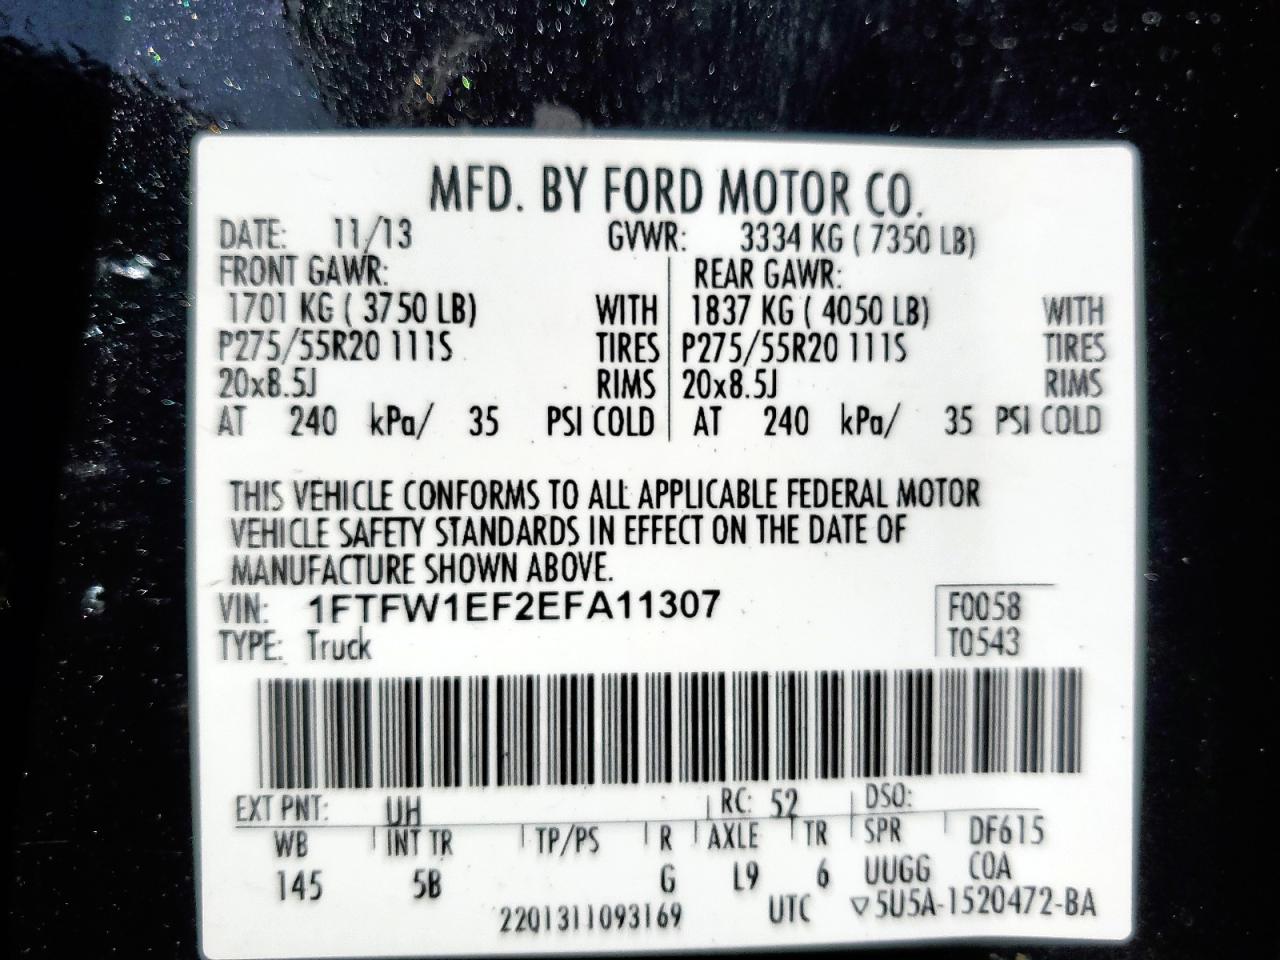 MFD. BY FORD MOTOR CO.
DATE: 11/13 GVWR: 3334 KG ( 7350 LB)
FRONT GAWR: REAR GAWR:
1701 KG ( 3750 LB) WITH 1837 KG ( 4050 LB) WITH
P275/55R20 111S TIRES P275/55R20 111S TIRES
20x8.5J RIMS 20x8.5J RIMS
AT 240 kPa/ 35 PSI COLD AT 240 kPa/ 35 PSI COLD
THIS VEHICLE CONFORMS TO ALL APPLICABLE FEDERAL MOTOR
VEHICLE SAFETY STANDARDS IN EFFECT ON THE DATE OF
MANUFACTURE SHOWN ABOVE.
VIN: 1FTFW1EF2EFA11307 F0058
TYPE: Truck T0543
EXT PNT: UH RC: 52 DSO:
WB INT TR TP/PS R AXLE TR SPR DF615
145 5B G L9 6 UUGG COA
2201311093169 UTC ▽5U5A-1520472-BA